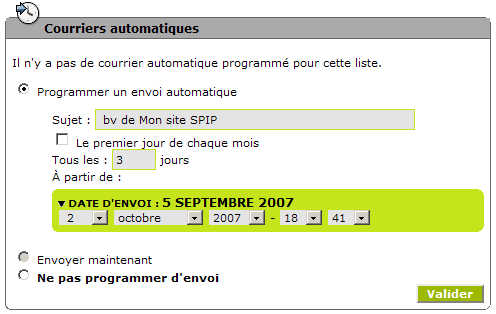 Courriers automatiques
Il n'y a pas de courrier automatique programmé pour cette liste.
Programmer un envoi automatique
Sujet : bv de Mon site SPIP
Le premier jour de chaque mois
Tous les : 3 jours
À partir de :
DATE D'ENVOI : 5 SEPTEMBRE 2007
2 octobre 2007 - 18 41
Envoyer maintenant
Ne pas programmer d'envoi
Valider